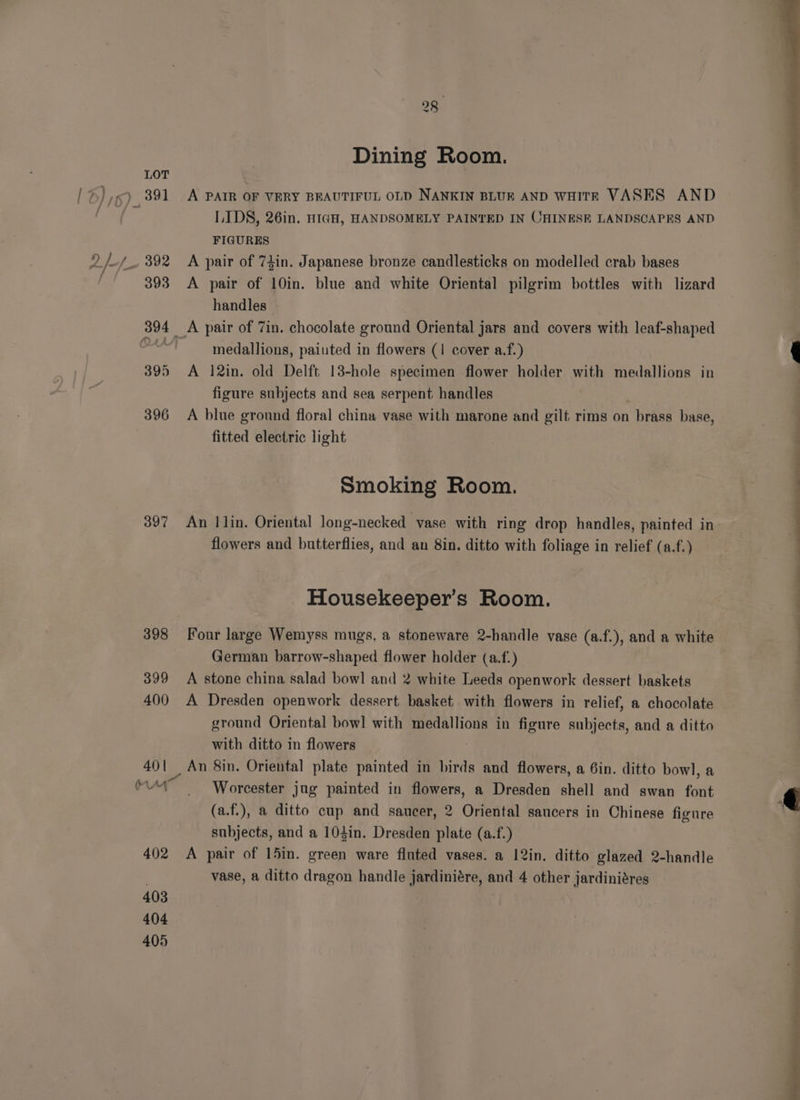 28
Dining Room.
LOT
391 A PAIR OF VERY BEAUTIFUL OLD NANKIN BLUE AND WHITE VASES AND
LIDS, 26in. HIGH, HANDSOMELY PAINTED IN CHINESE LANDSCAPES AND
FIGURES
392 A pair of 7½in. Japanese bronze candlesticks on modelled crab bases
393 A pair of 10in. blue and white Oriental pilgrim bottles with lizard
handles
394 A pair of 7in. chocolate ground Oriental jars and covers with leaf-shaped
medallions, painted in flowers (1 cover a.f.)
395 A 12in. old Delft 13-hole specimen flower holder with medallions in
figure subjects and sea serpent handles
396 A blue ground floral china vase with marone and gilt rims on brass base,
fitted electric light
Smoking Room.
397 An 11in. Oriental long-necked vase with ring drop handles, painted in
flowers and butterflies, and an 8in. ditto with foliage in relief (a.f.)
Housekeeper's Room.
398 Four large Wemyss mugs, a stoneware 2-handle vase (a.f.), and a white
German barrow-shaped flower holder (a.f.)
399 A stone china salad bowl and 2 white Leeds openwork dessert baskets
400 A Dresden openwork dessert basket with flowers in relief, a chocolate
ground Oriental bowl with medallions in figure subjects, and a ditto
with ditto in flowers
401 An 8in. Oriental plate painted in birds and flowers, a 6in. ditto bowl, a
Worcester jug painted in flowers, a Dresden shell and swan font
(a.f.), a ditto cup and saucer, 2 Oriental saucers in Chinese figure
subjects, and a 10½in. Dresden plate (a.f.)
402 A pair of 15in. green ware fluted vases. a 12in. ditto glazed 2-handle
vase, a ditto dragon handle jardinière, and 4 other jardinières
403
404
405